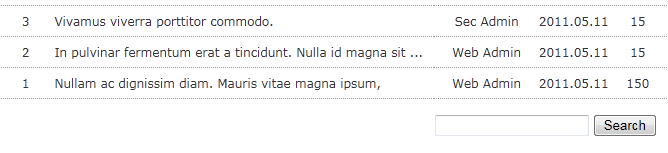 3 Vivamus viverra porttitor commodo. Sec Admin 2011.05.11 15
2 In pulvinar fermentum erat a tincidunt. Nulla id magna sit ... Web Admin 2011.05.11 15
1 Nullam ac dignissim diam. Mauris vitae magna ipsum, Web Admin 2011.05.11 150
Search